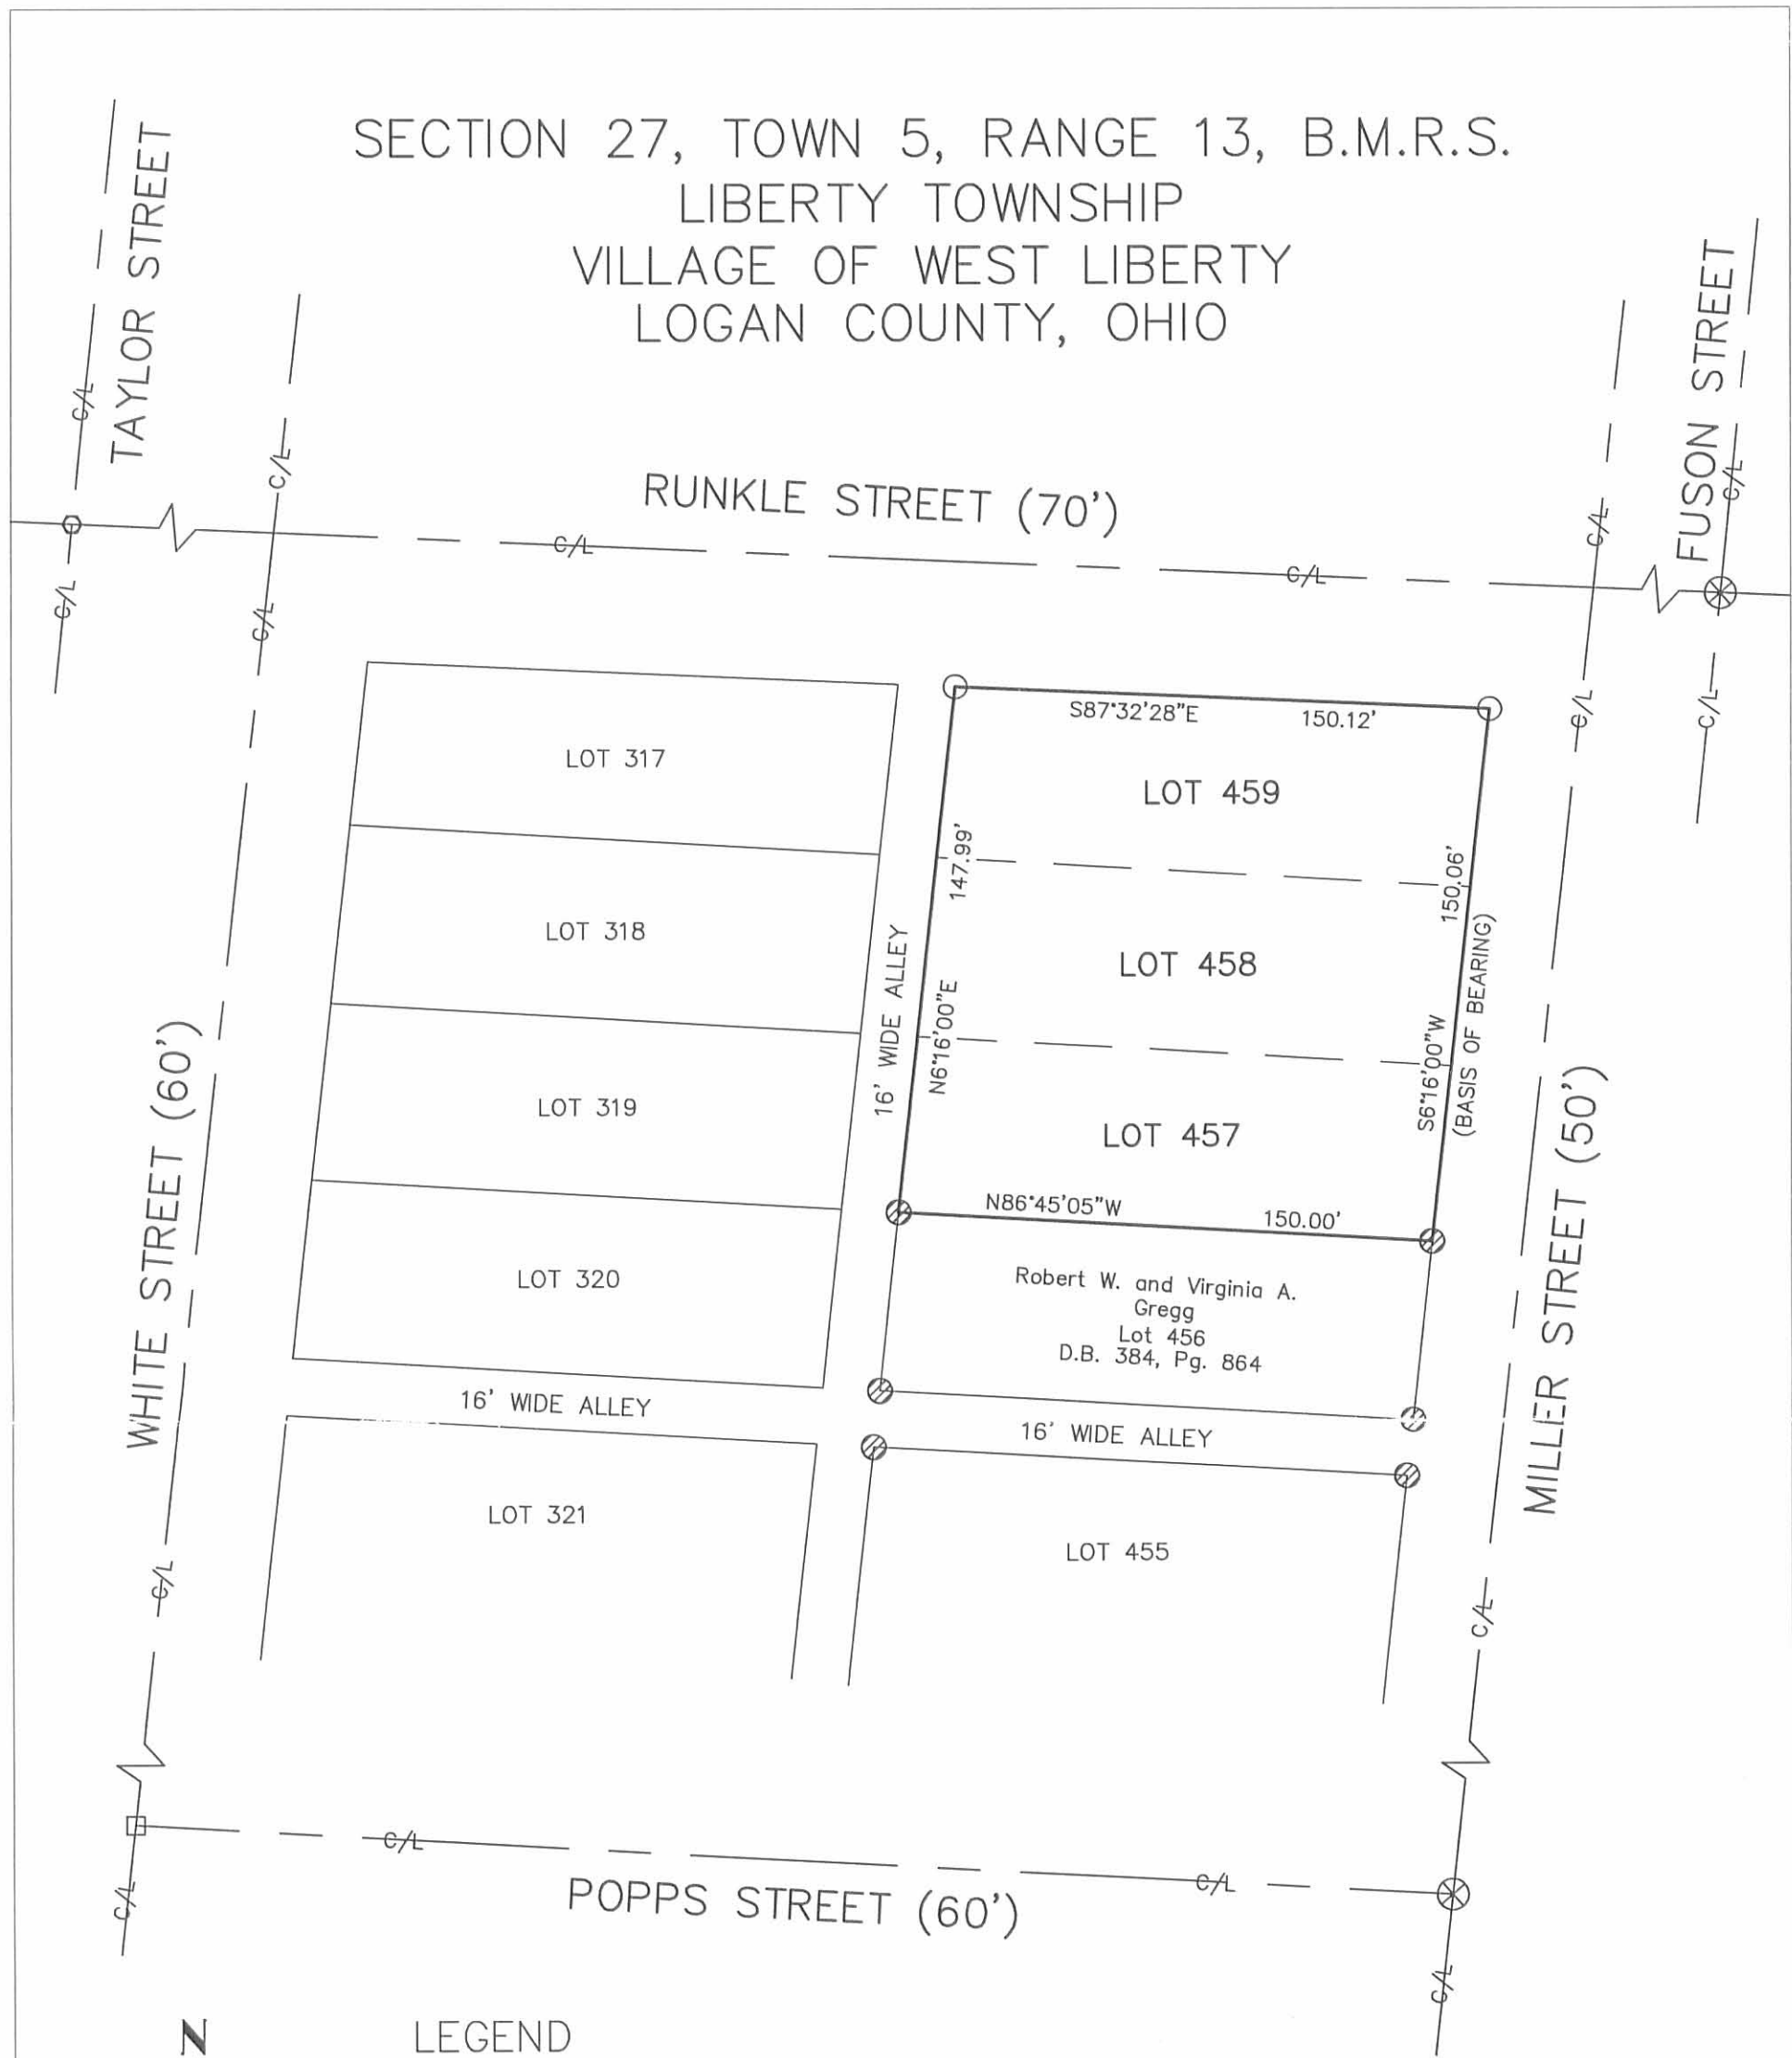 SECTION 27, TOWN 5, RANGE 13, B.M.R.S.
LIBERTY TOWNSHIP
VILLAGE OF WEST LIBERTY
LOGAN COUNTY, OHIO
TAYLOR STREET
FUSON STREET
C/L
C/L
C/L
C/L
RUNKLE STREET (70')
C/L
C/L
C/L
C/L
C/L
C/L
C/L
S87°32'28"E 150.12'
LOT 317
LOT 459
147.99'
150.06'
LOT 318
LOT 458
16' WIDE ALLEY
N6°16'00"E
S6°16'00"W
(BASIS OF BEARING)
LOT 319
LOT 457
WHITE STREET (60')
MILLER STREET (50')
N86°45'05"W 150.00'
LOT 320
Robert W. and Virginia A.
Gregg
Lot 456
D.B. 384, Pg. 864
16' WIDE ALLEY
16' WIDE ALLEY
LOT 321
LOT 455
C/L
C/L
C/L
C/L
POPPS STREET (60')
C/L
C/L
N
LEGEND